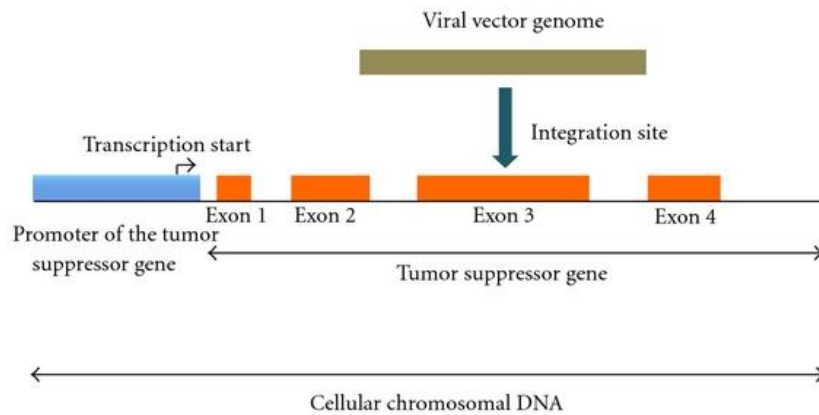 Viral vector genome
Transcription start
Integration site
Exon 1
Exon 2
Exon 3
Exon 4
Promoter of the tumor
suppressor gene
Tumor suppressor gene
Cellular chromosomal DNA